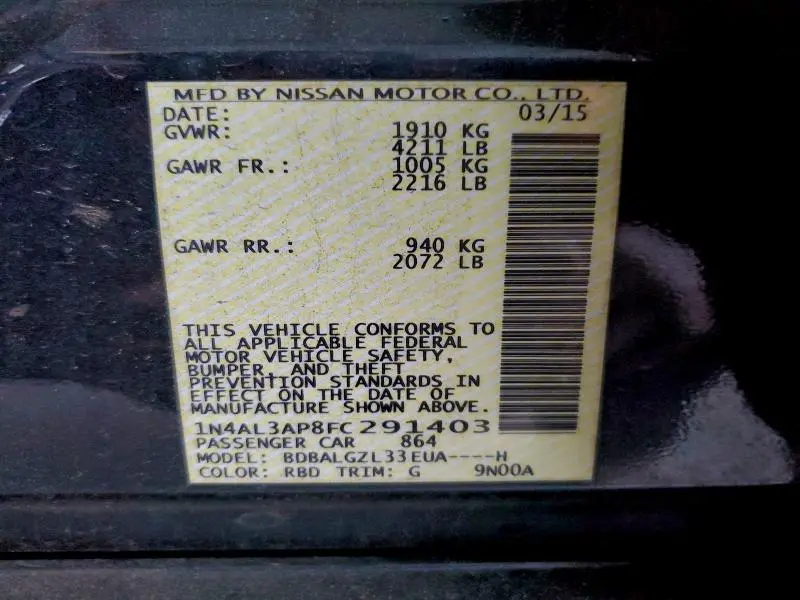 MFD BY NISSAN MOTOR CO., LTD.
DATE: 03/15
GVWR: 1910 KG
4211 LB
GAWR FR.: 1005 KG
2216 LB
GAWR RR.: 940 KG
2072 LB
THIS VEHICLE CONFORMS TO
ALL APPLICABLE FEDERAL
MOTOR VEHICLE SAFETY,
BUMPER, AND THEFT
PREVENTION STANDARDS IN
EFFECT ON THE DATE OF
MANUFACTURE SHOWN ABOVE.
1N4AL3AP8FC291403
PASSENGER CAR 864
MODEL: BDBALGZL33EUA----H
COLOR: RBD TRIM: G 9N00A